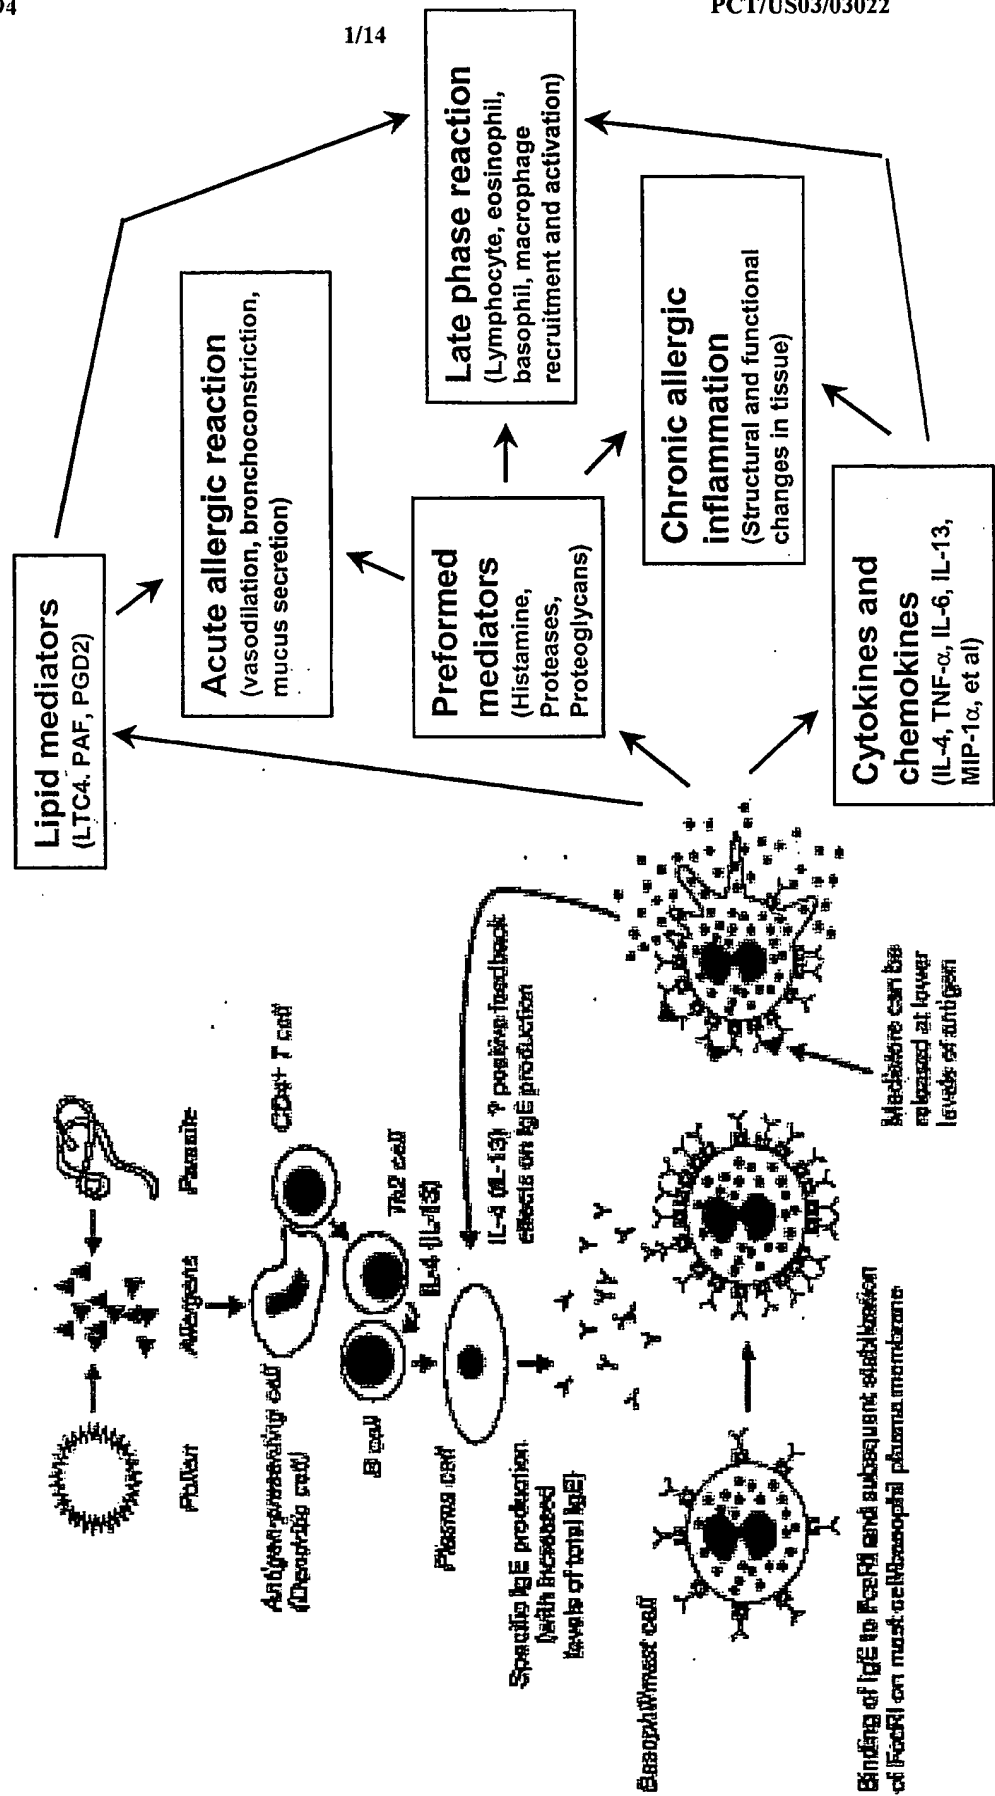 94
PCT/US03/03022
1/14
Pollen
Allergens
Parasite
Antigen-presenting cell
(Dendritic cell)
CD4+ T cell
B cell
Th2 cell
IL-4 (IL-13)
Plasma cell
IL-4 (IL-13) ? positive feedback
effects on IgE production
Specific IgE production
(with increased
levels of total IgE)
Basophil/mast cell
Binding of IgE to FcεRI and subsequent stabilization
of FcεRI on mast cell/basophil plasma membrane
Mediators can be
released at lower
levels of antigen
Lipid mediators
(LTC4. PAF, PGD2)
Acute allergic reaction
(vasodilation, bronchoconstriction,
mucus secretion)
Preformed
mediators
(Histamine,
Proteases,
Proteoglycans)
Late phase reaction
(Lymphocyte, eosinophil,
basophil, macrophage
recruitment and activation)
Chronic allergic
inflammation
(Structural and functional
changes in tissue)
Cytokines and
chemokines
(IL-4, TNF-α, IL-6, IL-13,
MIP-1α, et al)